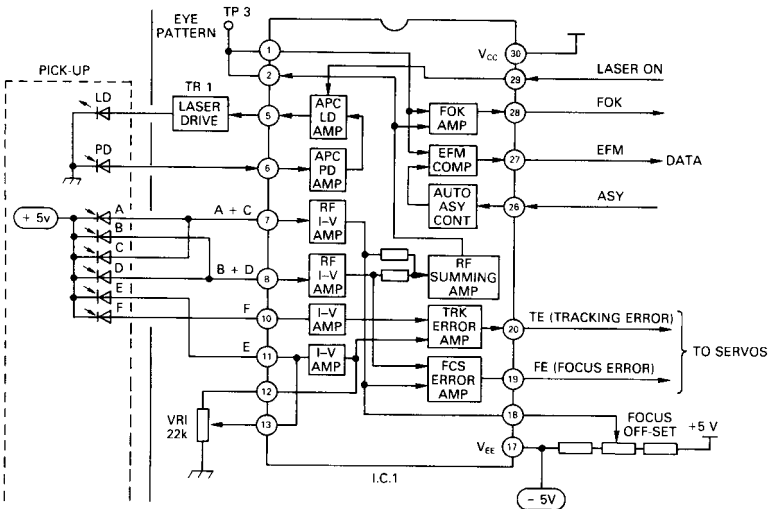 EYE
PATTERN
TP 3
PICK-UP
LD
PD
+ 5v
A
B
C
D
E
F
TR 1
LASER
DRIVE
A + C
B + D
F
E
VRI
22k
1
2
5
6
7
8
10
11
12
13
APC
LD
AMP
APC
PD
AMP
RF
I–V
AMP
RF
I–V
AMP
I–V
AMP
I–V
AMP
FOK
AMP
EFM
COMP
AUTO
ASY
CONT
RF
SUMMING
AMP
TRK
ERROR
AMP
FCS
ERROR
AMP
I.C.1
VCC
30
29
28
27
26
20
19
18
VEE
17
LASER ON
FOK
EFM
DATA
ASY
TE (TRACKING ERROR)
FE (FOCUS ERROR)
TO SERVOS
FOCUS
OFF-SET
+5 V
– 5V